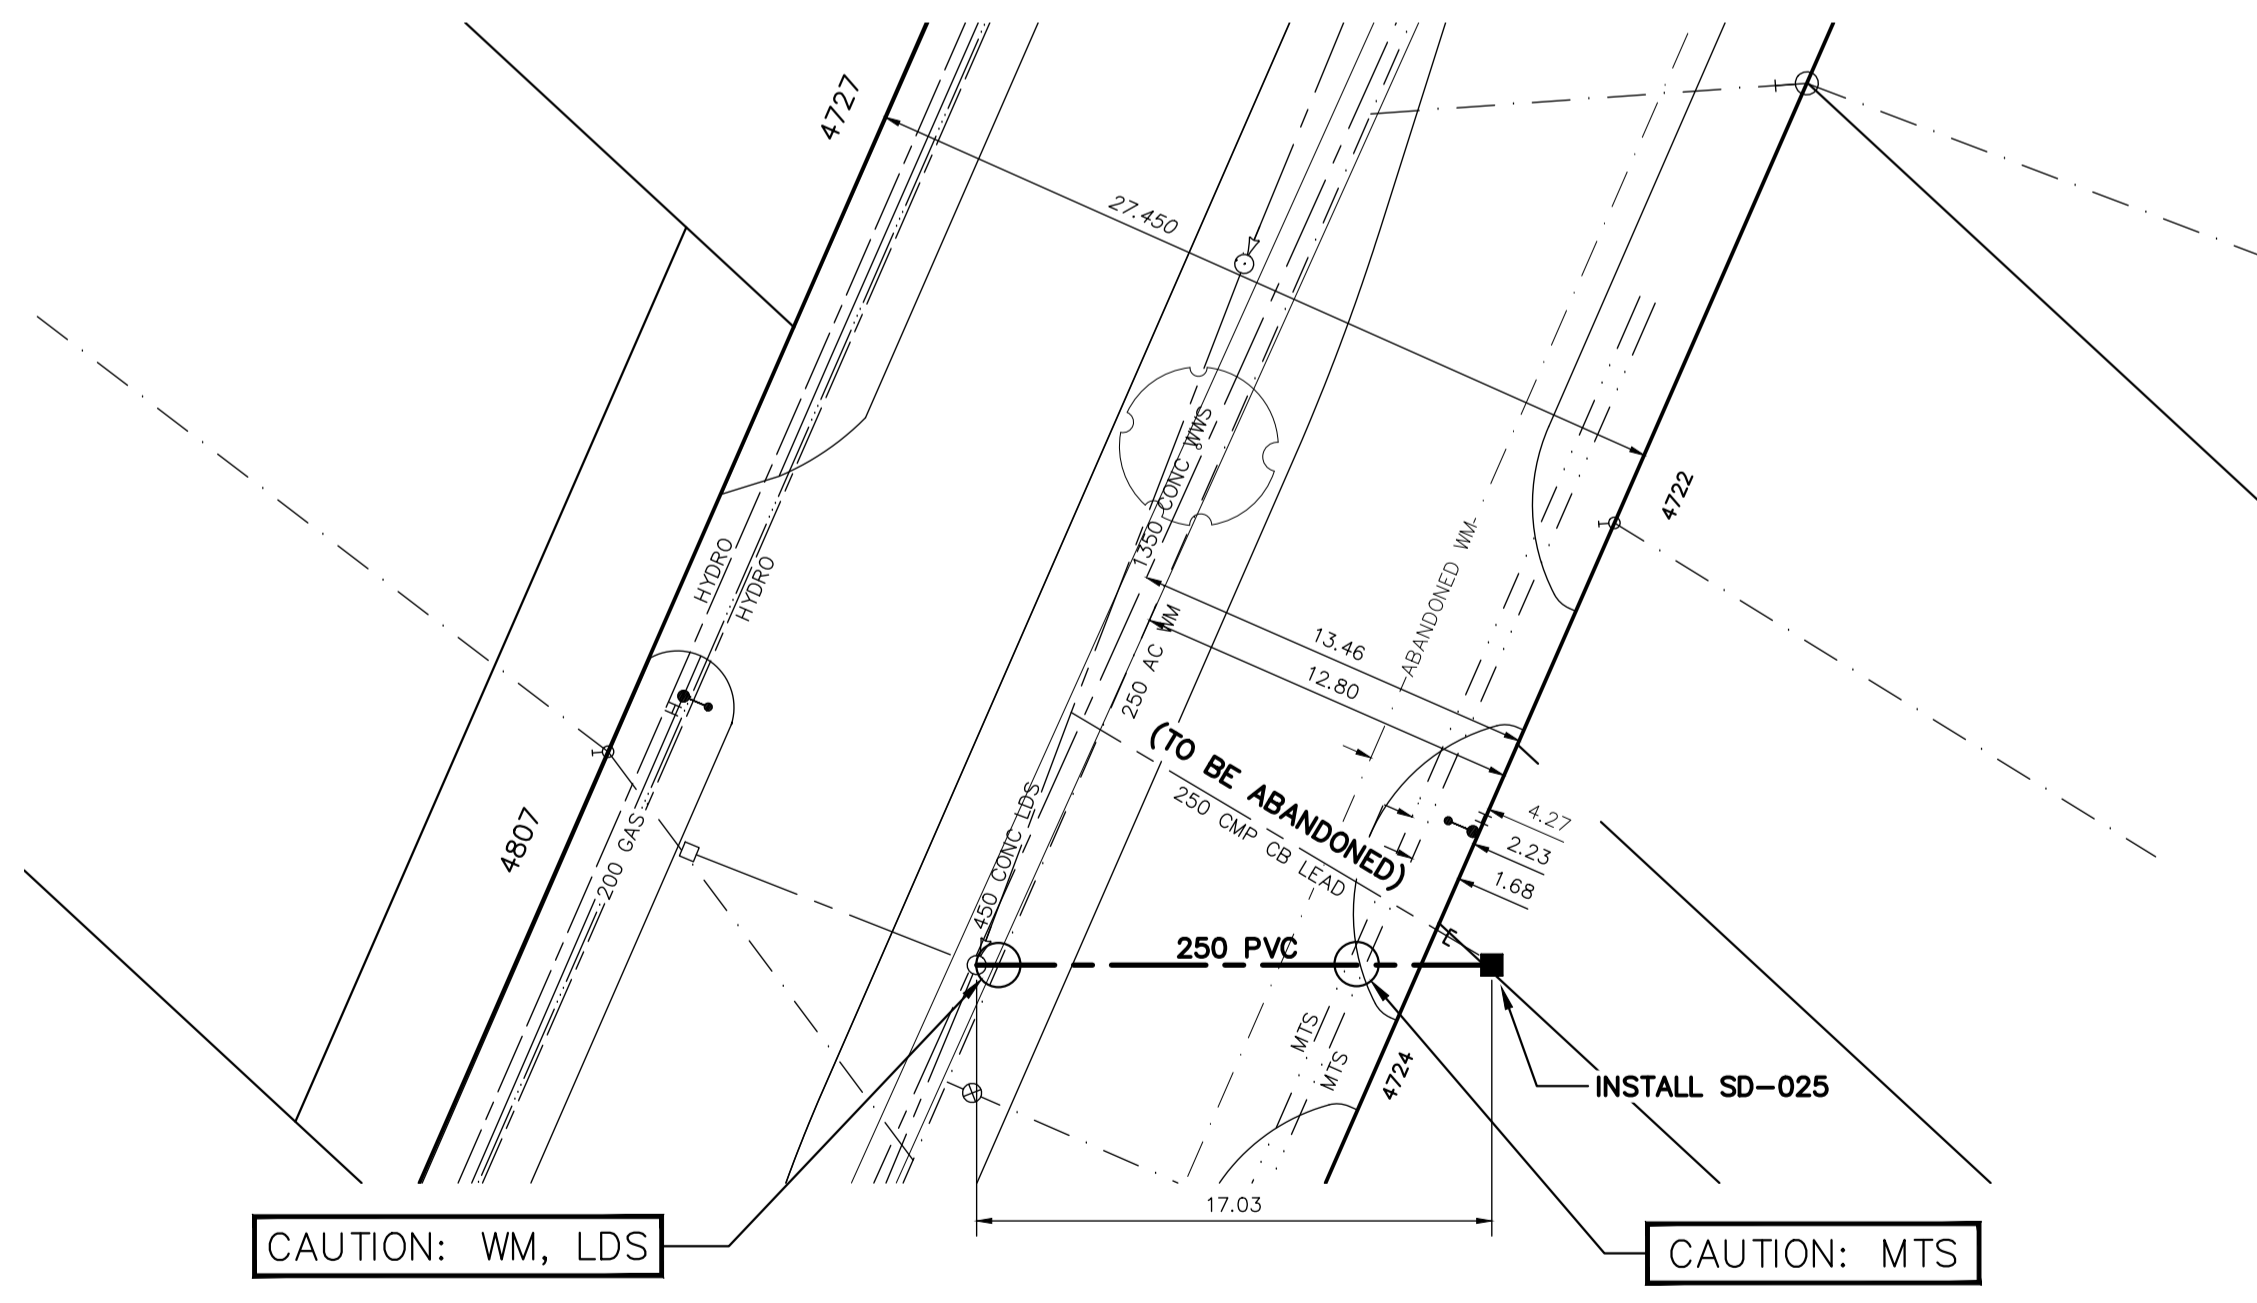 4727
27.450
4722
1350 CONC WWS
HYDRO
HYDRO
ABANDONED WM
13.46
12.80
250 AC WM
H
(TO BE ABANDONED)
250 CMP CB LEAD
4.27
2.23
1.68
4807
200 GAS
450 CONC LDS
250 PVC
MTS
MTS
4724
INSTALL SD-025
17.03
CAUTION: WM, LDS
CAUTION: MTS